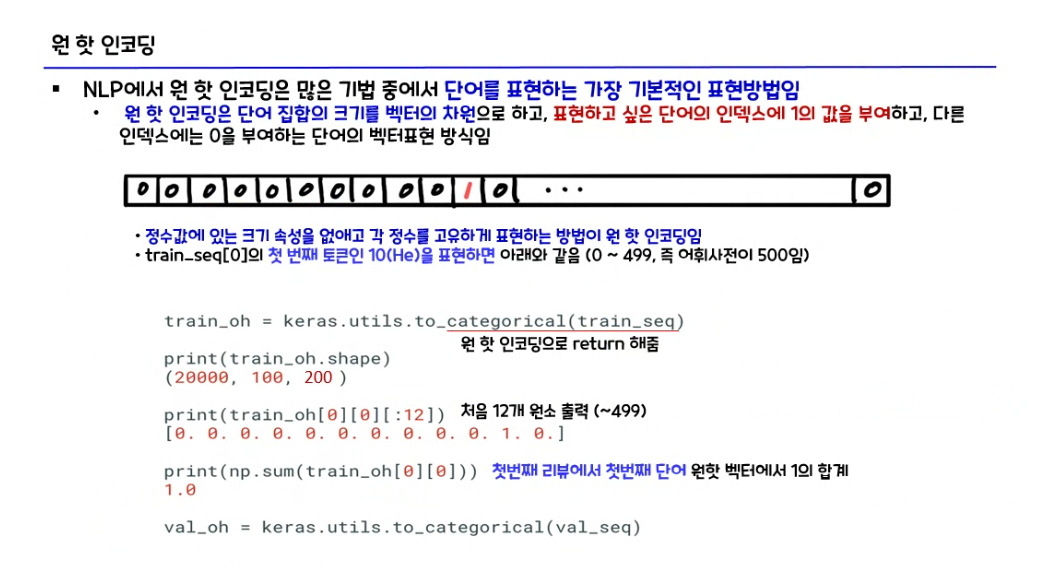 원 핫 인코딩
▪ NLP에서 원 핫 인코딩은 많은 기법 중에서 단어를 표현하는 가장 기본적인 표현방법임
• 원 핫 인코딩은 단어 집합의 크기를 벡터의 차원으로 하고, 표현하고 싶은 단어의 인덱스에 1의 값을 부여하고, 다른
인덱스에는 0을 부여하는 단어의 벡터표현 방식임
0 0 0 0 0 0 0 0 0 0 1 0 ... 0
• 정수값에 있는 크기 속성을 없애고 각 정수를 고유하게 표현하는 방법이 원 핫 인코딩임
• train_seq[0]의 첫 번째 토큰인 10(He)을 표현하면 아래와 같음 (0 ~ 499, 즉 어휘사전이 500임)
train_oh = keras.utils.to_categorical(train_seq)
원 핫 인코딩으로 return 해줌
print(train_oh.shape)
(20000, 100, 200 )
print(train_oh[0][0][:12]) 처음 12개 원소 출력 (~499)
[0. 0. 0. 0. 0. 0. 0. 0. 0. 0. 1. 0.]
print(np.sum(train_oh[0][0])) 첫번째 리뷰에서 첫번째 단어 원핫 벡터에서 1의 합계
1.0
val_oh = keras.utils.to_categorical(val_seq)